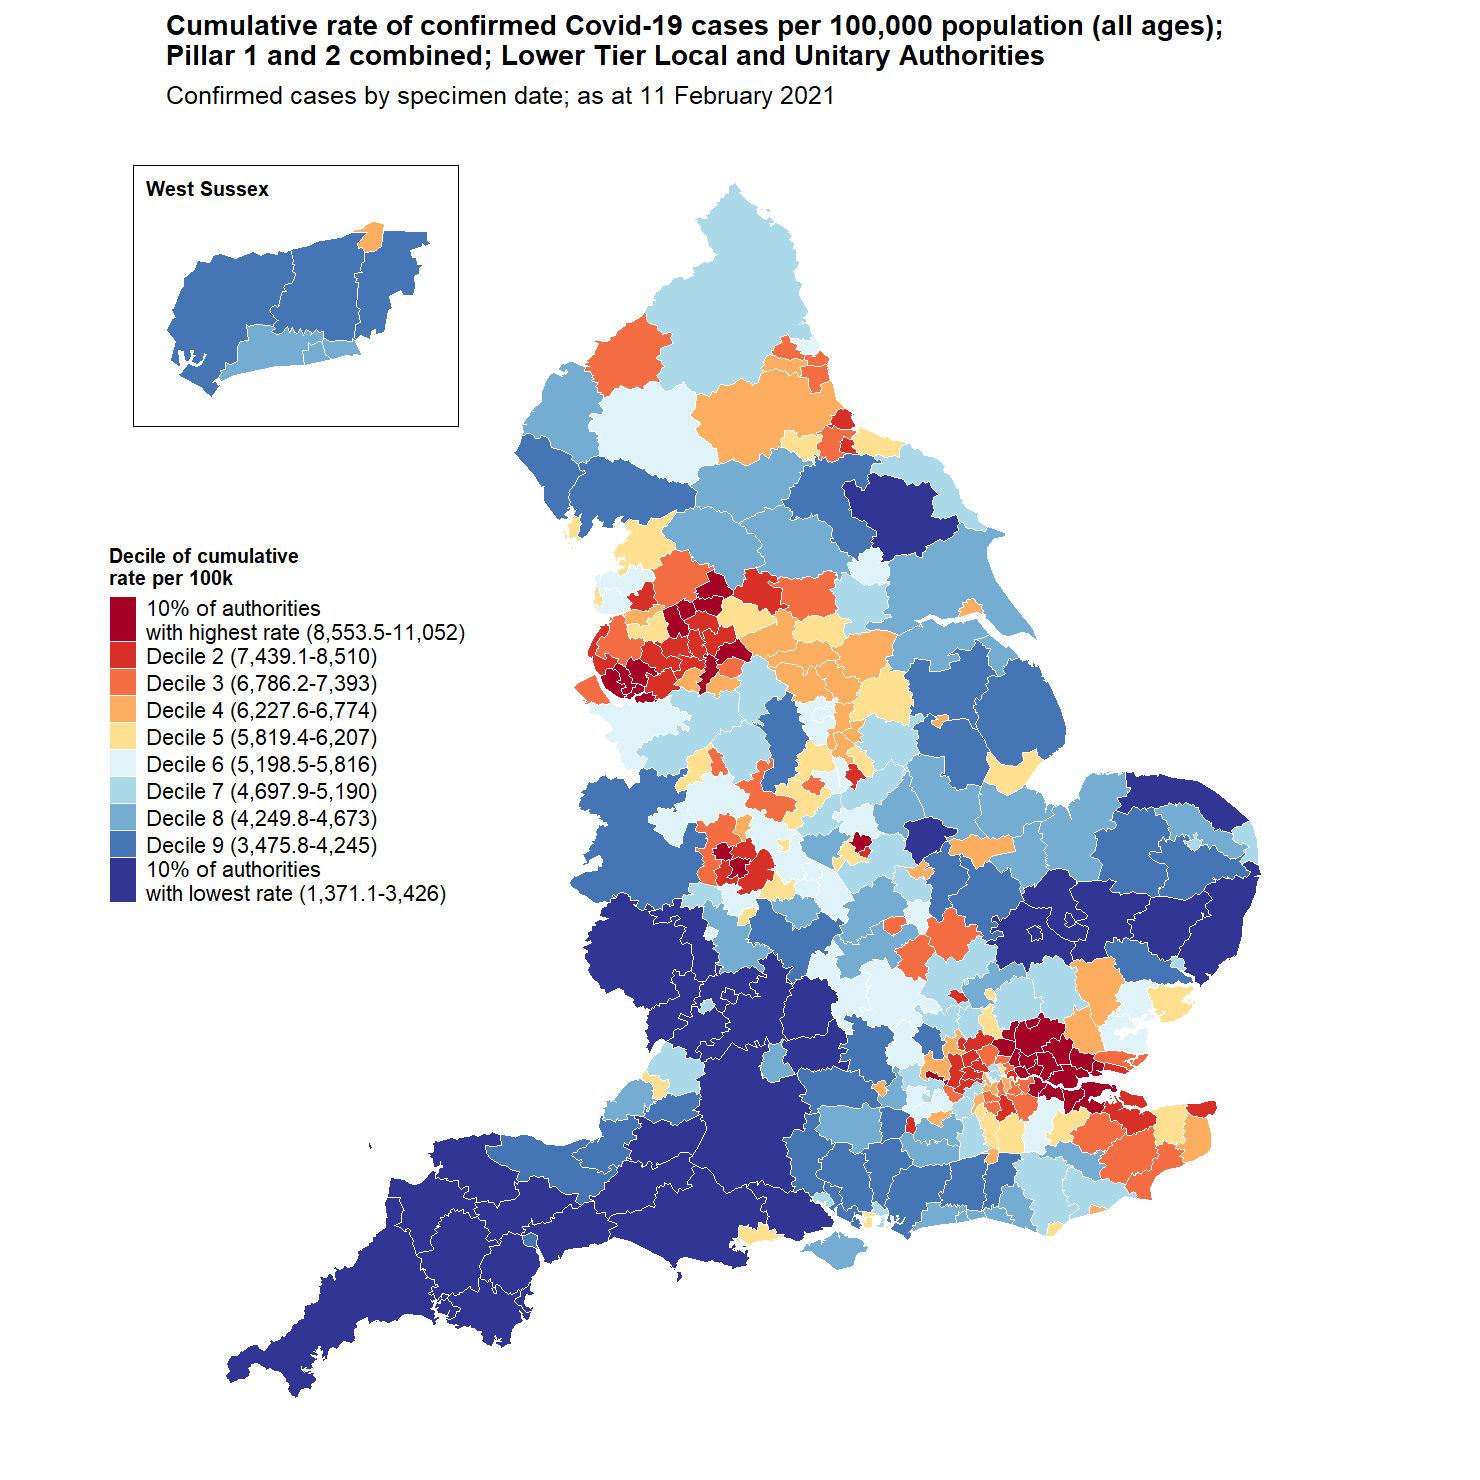 Cumulative rate of confirmed Covid-19 cases per 100,000 population (all ages);
Pillar 1 and 2 combined; Lower Tier Local and Unitary Authorities
Confirmed cases by specimen date; as at 11 February 2021
West Sussex
Decile of cumulative
rate per 100k
10% of authorities
with highest rate (8,553.5-11,052)
Decile 2 (7,439.1-8,510)
Decile 3 (6,786.2-7,393)
Decile 4 (6,227.6-6,774)
Decile 5 (5,819.4-6,207)
Decile 6 (5,198.5-5,816)
Decile 7 (4,697.9-5,190)
Decile 8 (4,249.8-4,673)
Decile 9 (3,475.8-4,245)
10% of authorities
with lowest rate (1,371.1-3,426)